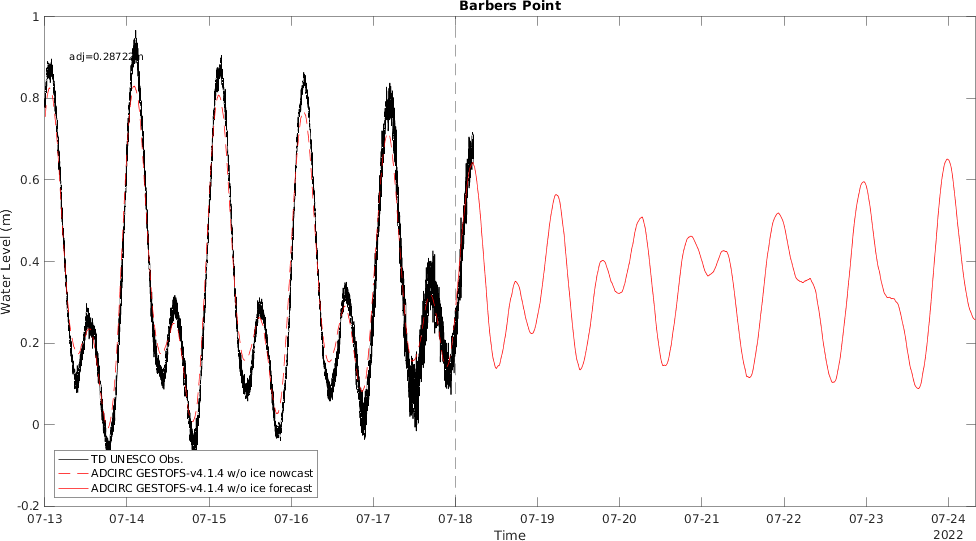 Barbers Point
adj=0.28722m
Water Level (m)
1
0.8
0.6
0.4
0.2
0
-0.2
TD UNESCO Obs.
ADCIRC GESTOFS-v4.1.4 w/o ice nowcast
ADCIRC GESTOFS-v4.1.4 w/o ice forecast
07-13 07-14 07-15 07-16 07-17 07-18 07-19 07-20 07-21 07-22 07-23 07-24
Time
2022